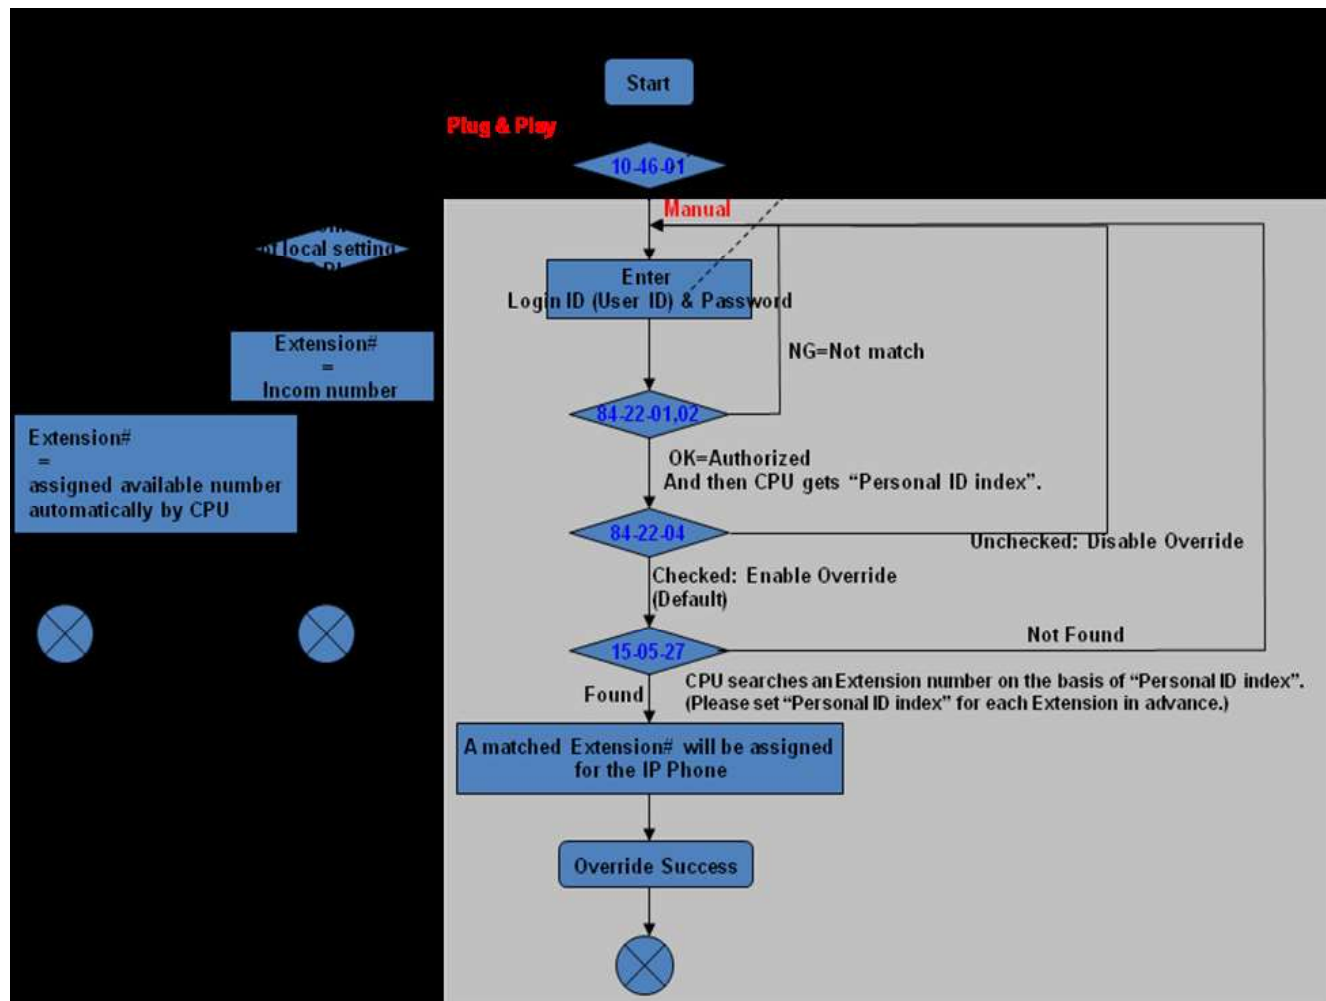 Start
Plug & Play
10-46-01
Manual
of local setting
Enter
Login ID (User ID) & Password
Extension#
=
Incom number
NG=Not match
84-22-01,02
Extension#
=
assigned available number
automatically by CPU
OK=Authorized
And then CPU gets “Personal ID index”.
84-22-04
Unchecked: Disable Override
Checked: Enable Override
(Default)
Not Found
15-05-27
Found
CPU searches an Extension number on the basis of “Personal ID index”.
(Please set “Personal ID index” for each Extension in advance.)
A matched Extension# will be assigned
for the IP Phone
Override Success